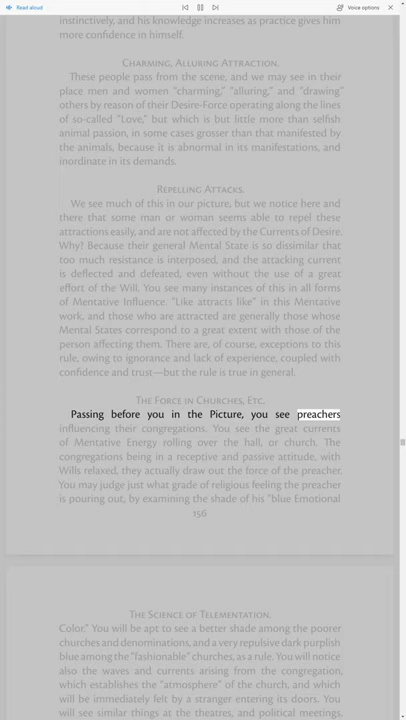 Read aloud
Voice options
instinctively, and his knowledge increases as practice gives him
more confidence in himself.
Charming, Alluring Attraction.
These people pass from the scene, and we may see in their
place men and women "charming," "alluring," and "drawing"
others by reason of their Desire-Force operating along the lines
of so-called "Love," but which is but little more than selfish
animal passion, in some cases grosser than that manifested by
the animals, because it is abnormal in its manifestations, and
inordinate in its demands.
Repelling Attacks.
We see much of this in our picture, but we notice here and
there that some man or woman seems able to repel these
attractions easily, and are not affected by the Currents of Desire.
Why? Because their general Mental State is so dissimilar that
too much resistance is interposed, and the attacking current
is deflected and defeated, even without the use of a great
effort of the Will. You see many instances of this in all forms
of Mentative Influence. "Like attracts like" in this Mentative
work, and those who are attracted are generally those whose
Mental States correspond to a great extent with those of the
person affecting them. There are, of course, exceptions to this
rule, owing to ignorance and lack of experience, coupled with
confidence and trust—but the rule is true in general.
The Force in Churches, Etc.
Passing before you in the Picture, you see preachers
influencing their congregations. You see the great currents
of Mentative Energy rolling over the hall, or church. The
congregations being in a receptive and passive attitude, with
Wills relaxed, they actually draw out the force of the preacher.
You may judge just what grade of religious feeling the preacher
is pouring out, by examining the shade of his "blue Emotional
156
The Science of Telementation.
Color." You will be apt to see a better shade among the poorer
churches and denominations, and a very repulsive dark purplish
blue among the "fashionable" churches, as a rule. You will notice
also the waves and currents arising from the congregation,
which establishes the "atmosphere" of the church, and which
will be immediately felt by a stranger entering its doors. You
will see similar things at the theatres, and political meetings,